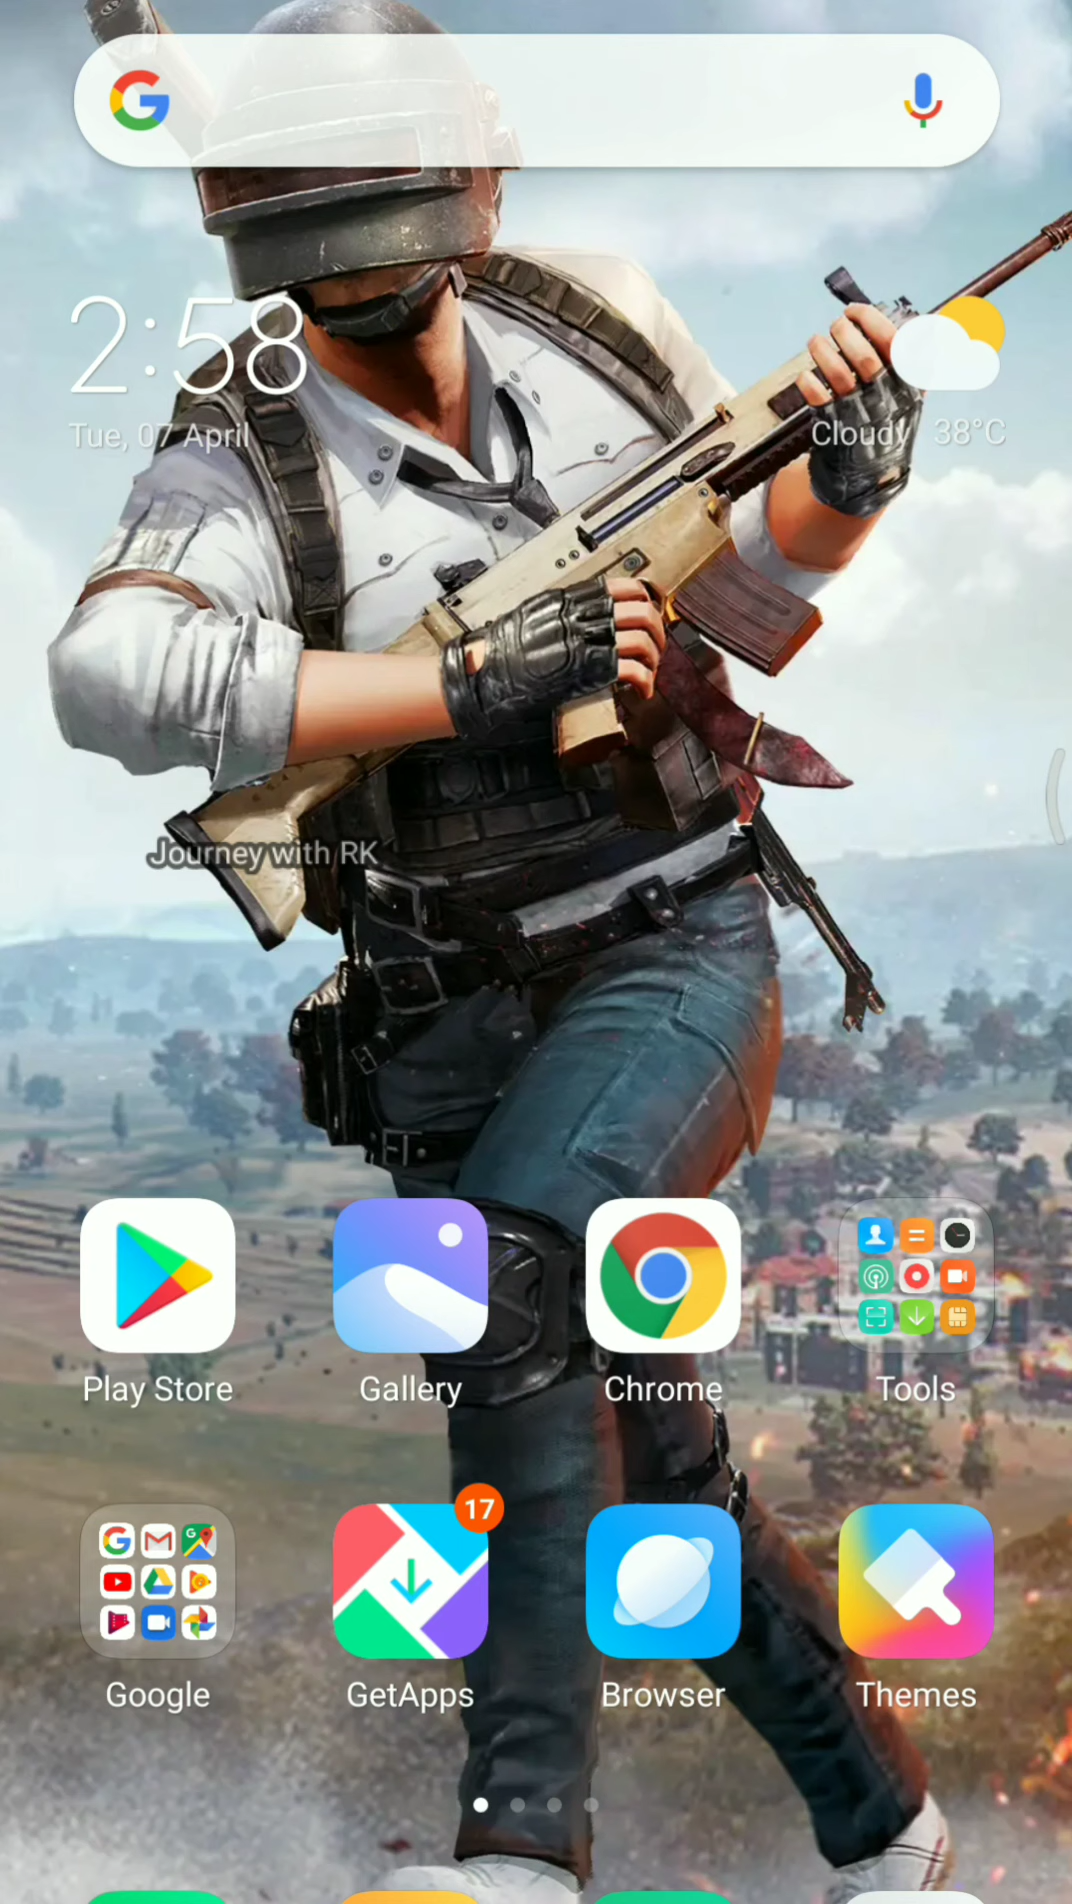 2:58
Tue, 07 April
Cloudy 38°C
Journey with RK
Play Store
Gallery
Chrome
Tools
17
Google
GetApps
Browser
Themes